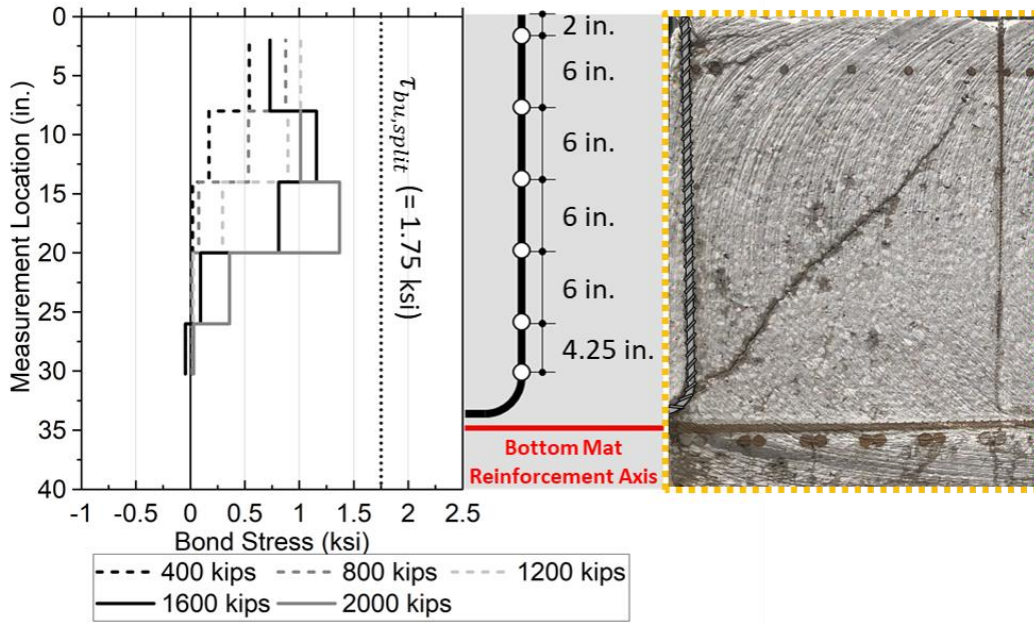 0
5
10
15
20
25
30
35
40
Measurement Location (in.)
-1 -0.5 0 0.5 1 1.5 2 2.5
Bond Stress (ksi)
τbu,split (= 1.75 ksi)
400 kips 800 kips 1200 kips
1600 kips 2000 kips
2 in.
6 in.
6 in.
6 in.
6 in.
4.25 in.
Bottom Mat
Reinforcement Axis